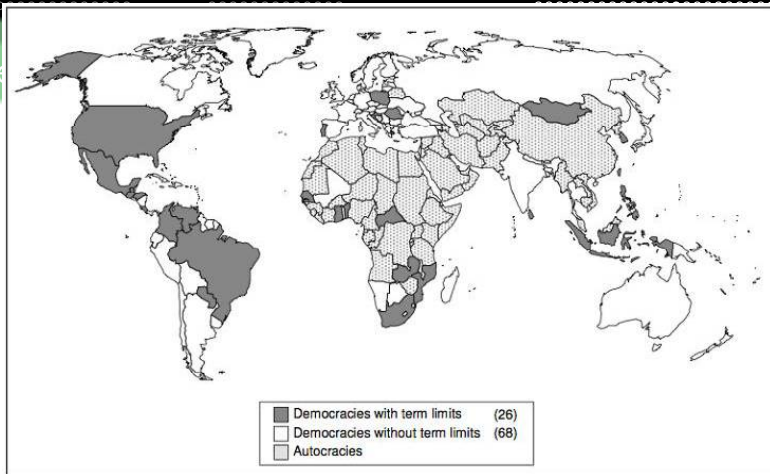 Democracies with term limits (26)
Democracies without term limits (68)
Autocracies